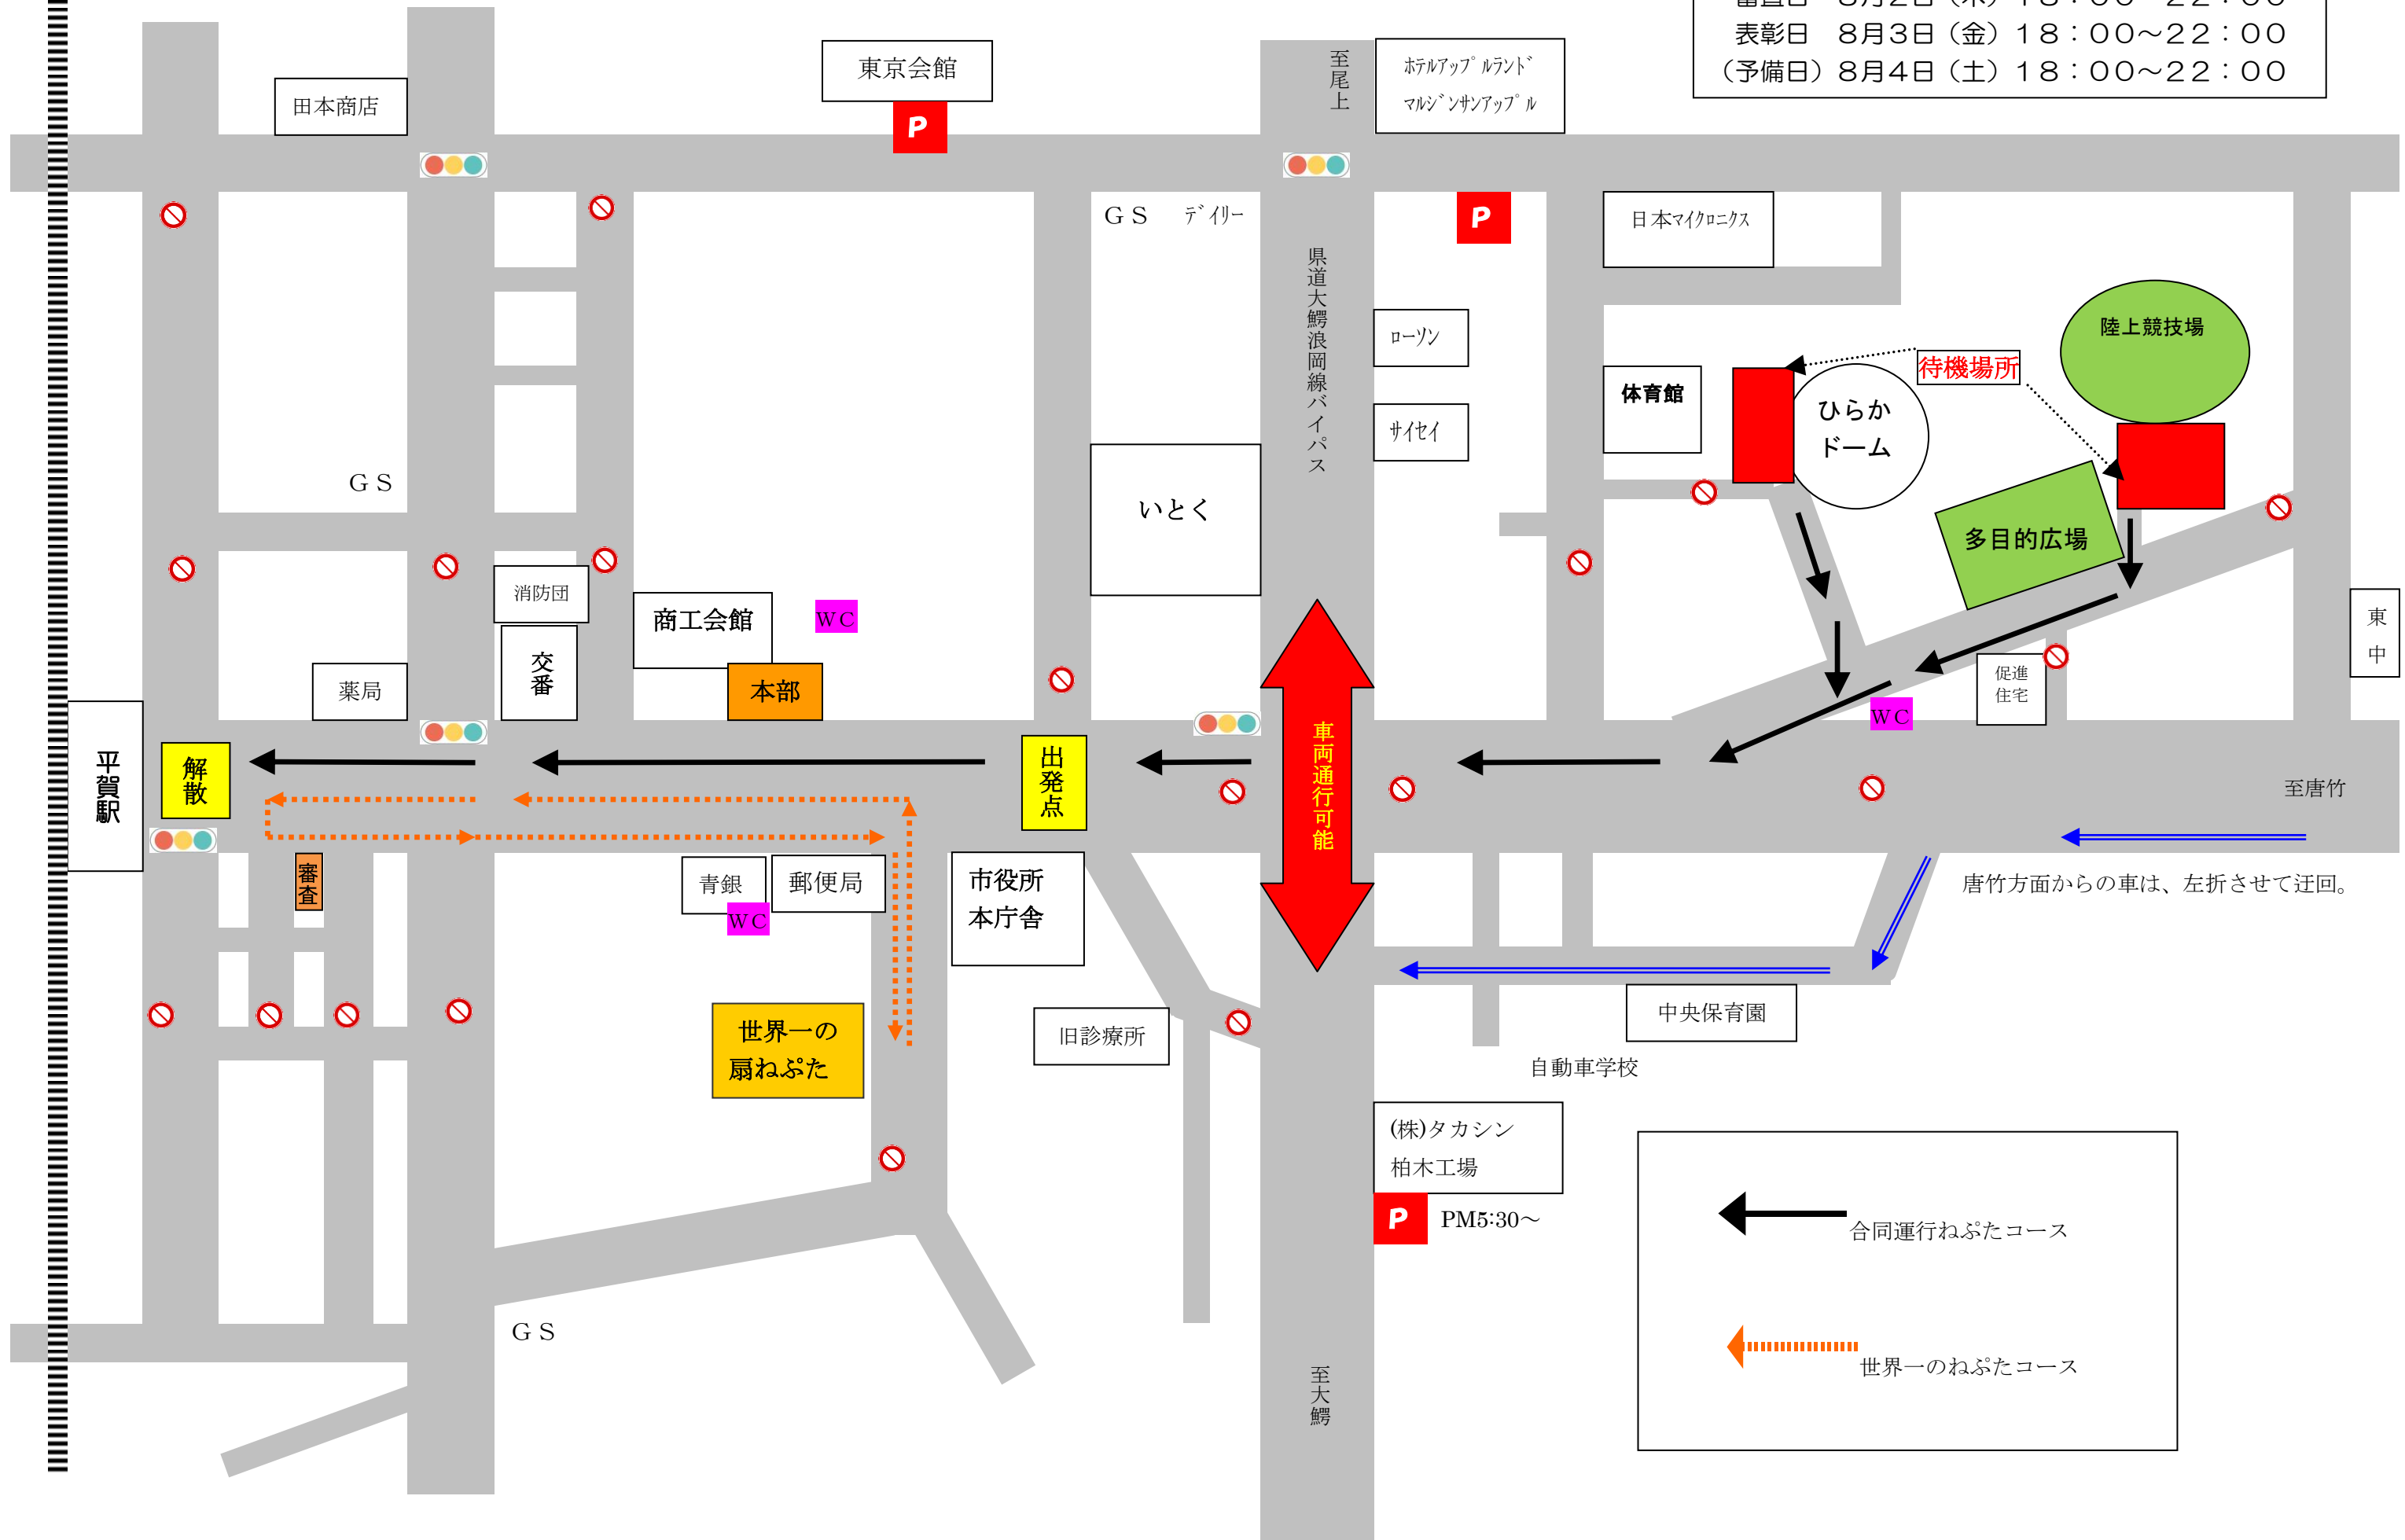 審査日　8月2日（木）１８：００～２２：００
表彰日　8月3日（金）１８：００～２２：００
（予備日）8月4日（土）１８：００～２２：００
田本商店
東京会館
P
至尾上
ﾎﾃﾙアップルランド
マルジンサンアップル
GS　デイリー
P
日本マイクロニクス
県道大鰐浪岡線バイパス
陸上競技場
待機場所
ローソン
体育館
ひらか
ドーム
サイセイ
GS
いとく
多目的広場
消防団
商工会館
WC
交番
薬局
本部
東中
促進
住宅
WC
平賀駅
解散
出発点
車両通行可能
至唐竹
審査
青銀
郵便局
WC
市役所
本庁舎
唐竹方面からの車は、左折させて迂回。
世界一の
扇ねぷた
旧診療所
中央保育園
自動車学校
(株)タカシン
柏木工場
P
PM5:30～
合同運行ねぷたコース
GS
世界一のねぷたコース
至大鰐